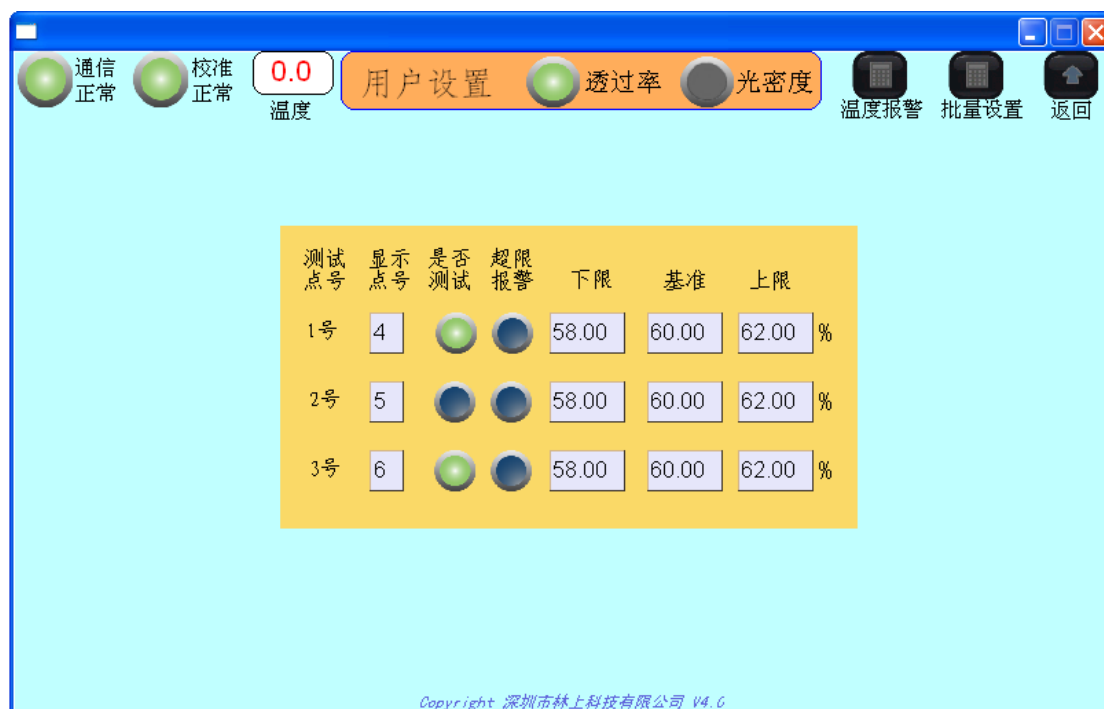 通信
正常
校准
正常
0.0
温度
用户设置
透过率
光密度
温度报警
批量设置
返回
测试
点号
显示
点号
是否
测试
超限
报警
下限
基准
上限
1号 4 58.00 60.00 62.00 %
2号 5 58.00 60.00 62.00 %
3号 6 58.00 60.00 62.00 %
Copyright 深圳市林上科技有限公司 V4.